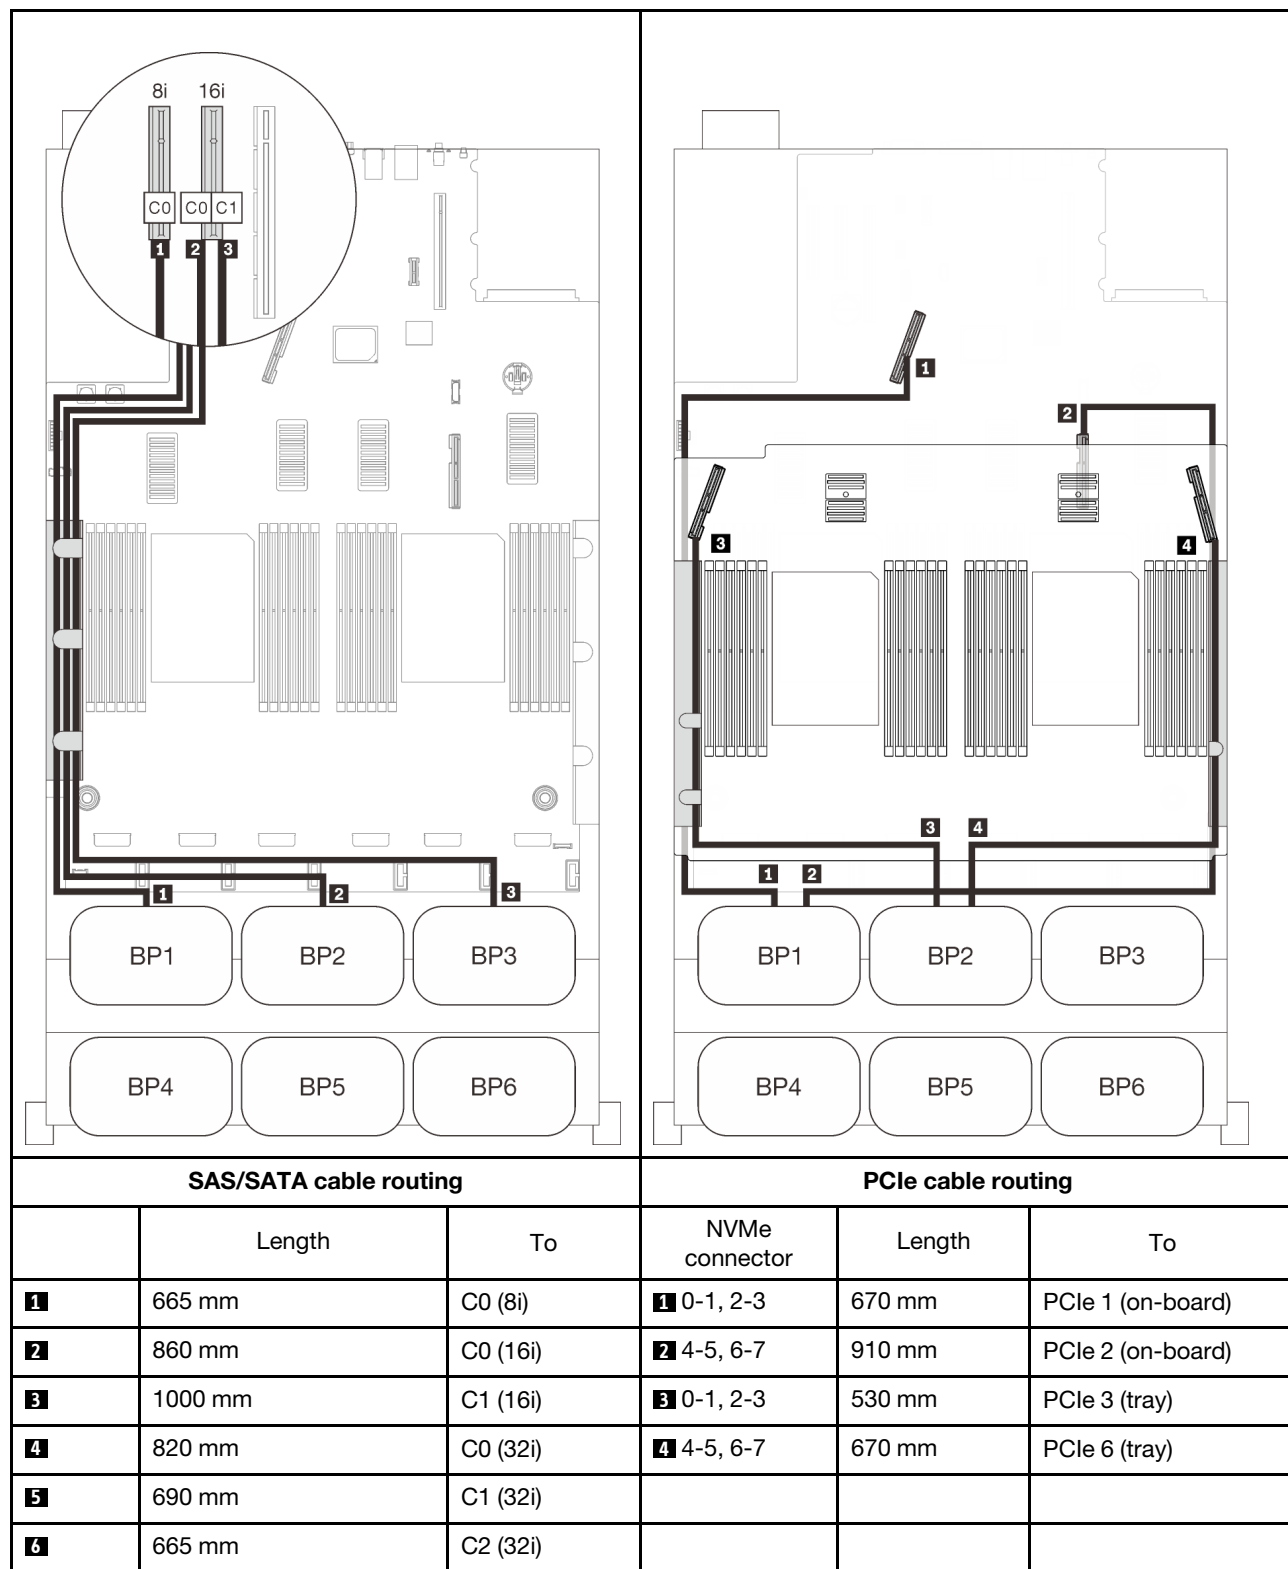 8i 16i
C0 C0 C1
1 2 3
1 2 3
BP1 BP2 BP3
BP4 BP5 BP6
1
2
3 4
3 4
1 2
BP1 BP2 BP3
BP4 BP5 BP6
SAS/SATA cable routing PCIe cable routing
Length To NVMe connector Length To
1 665 mm C0 (8i) 1 0-1, 2-3 670 mm PCIe 1 (on-board)
2 860 mm C0 (16i) 2 4-5, 6-7 910 mm PCIe 2 (on-board)
3 1000 mm C1 (16i) 3 0-1, 2-3 530 mm PCIe 3 (tray)
4 820 mm C0 (32i) 4 4-5, 6-7 670 mm PCIe 6 (tray)
5 690 mm C1 (32i)
6 665 mm C2 (32i)